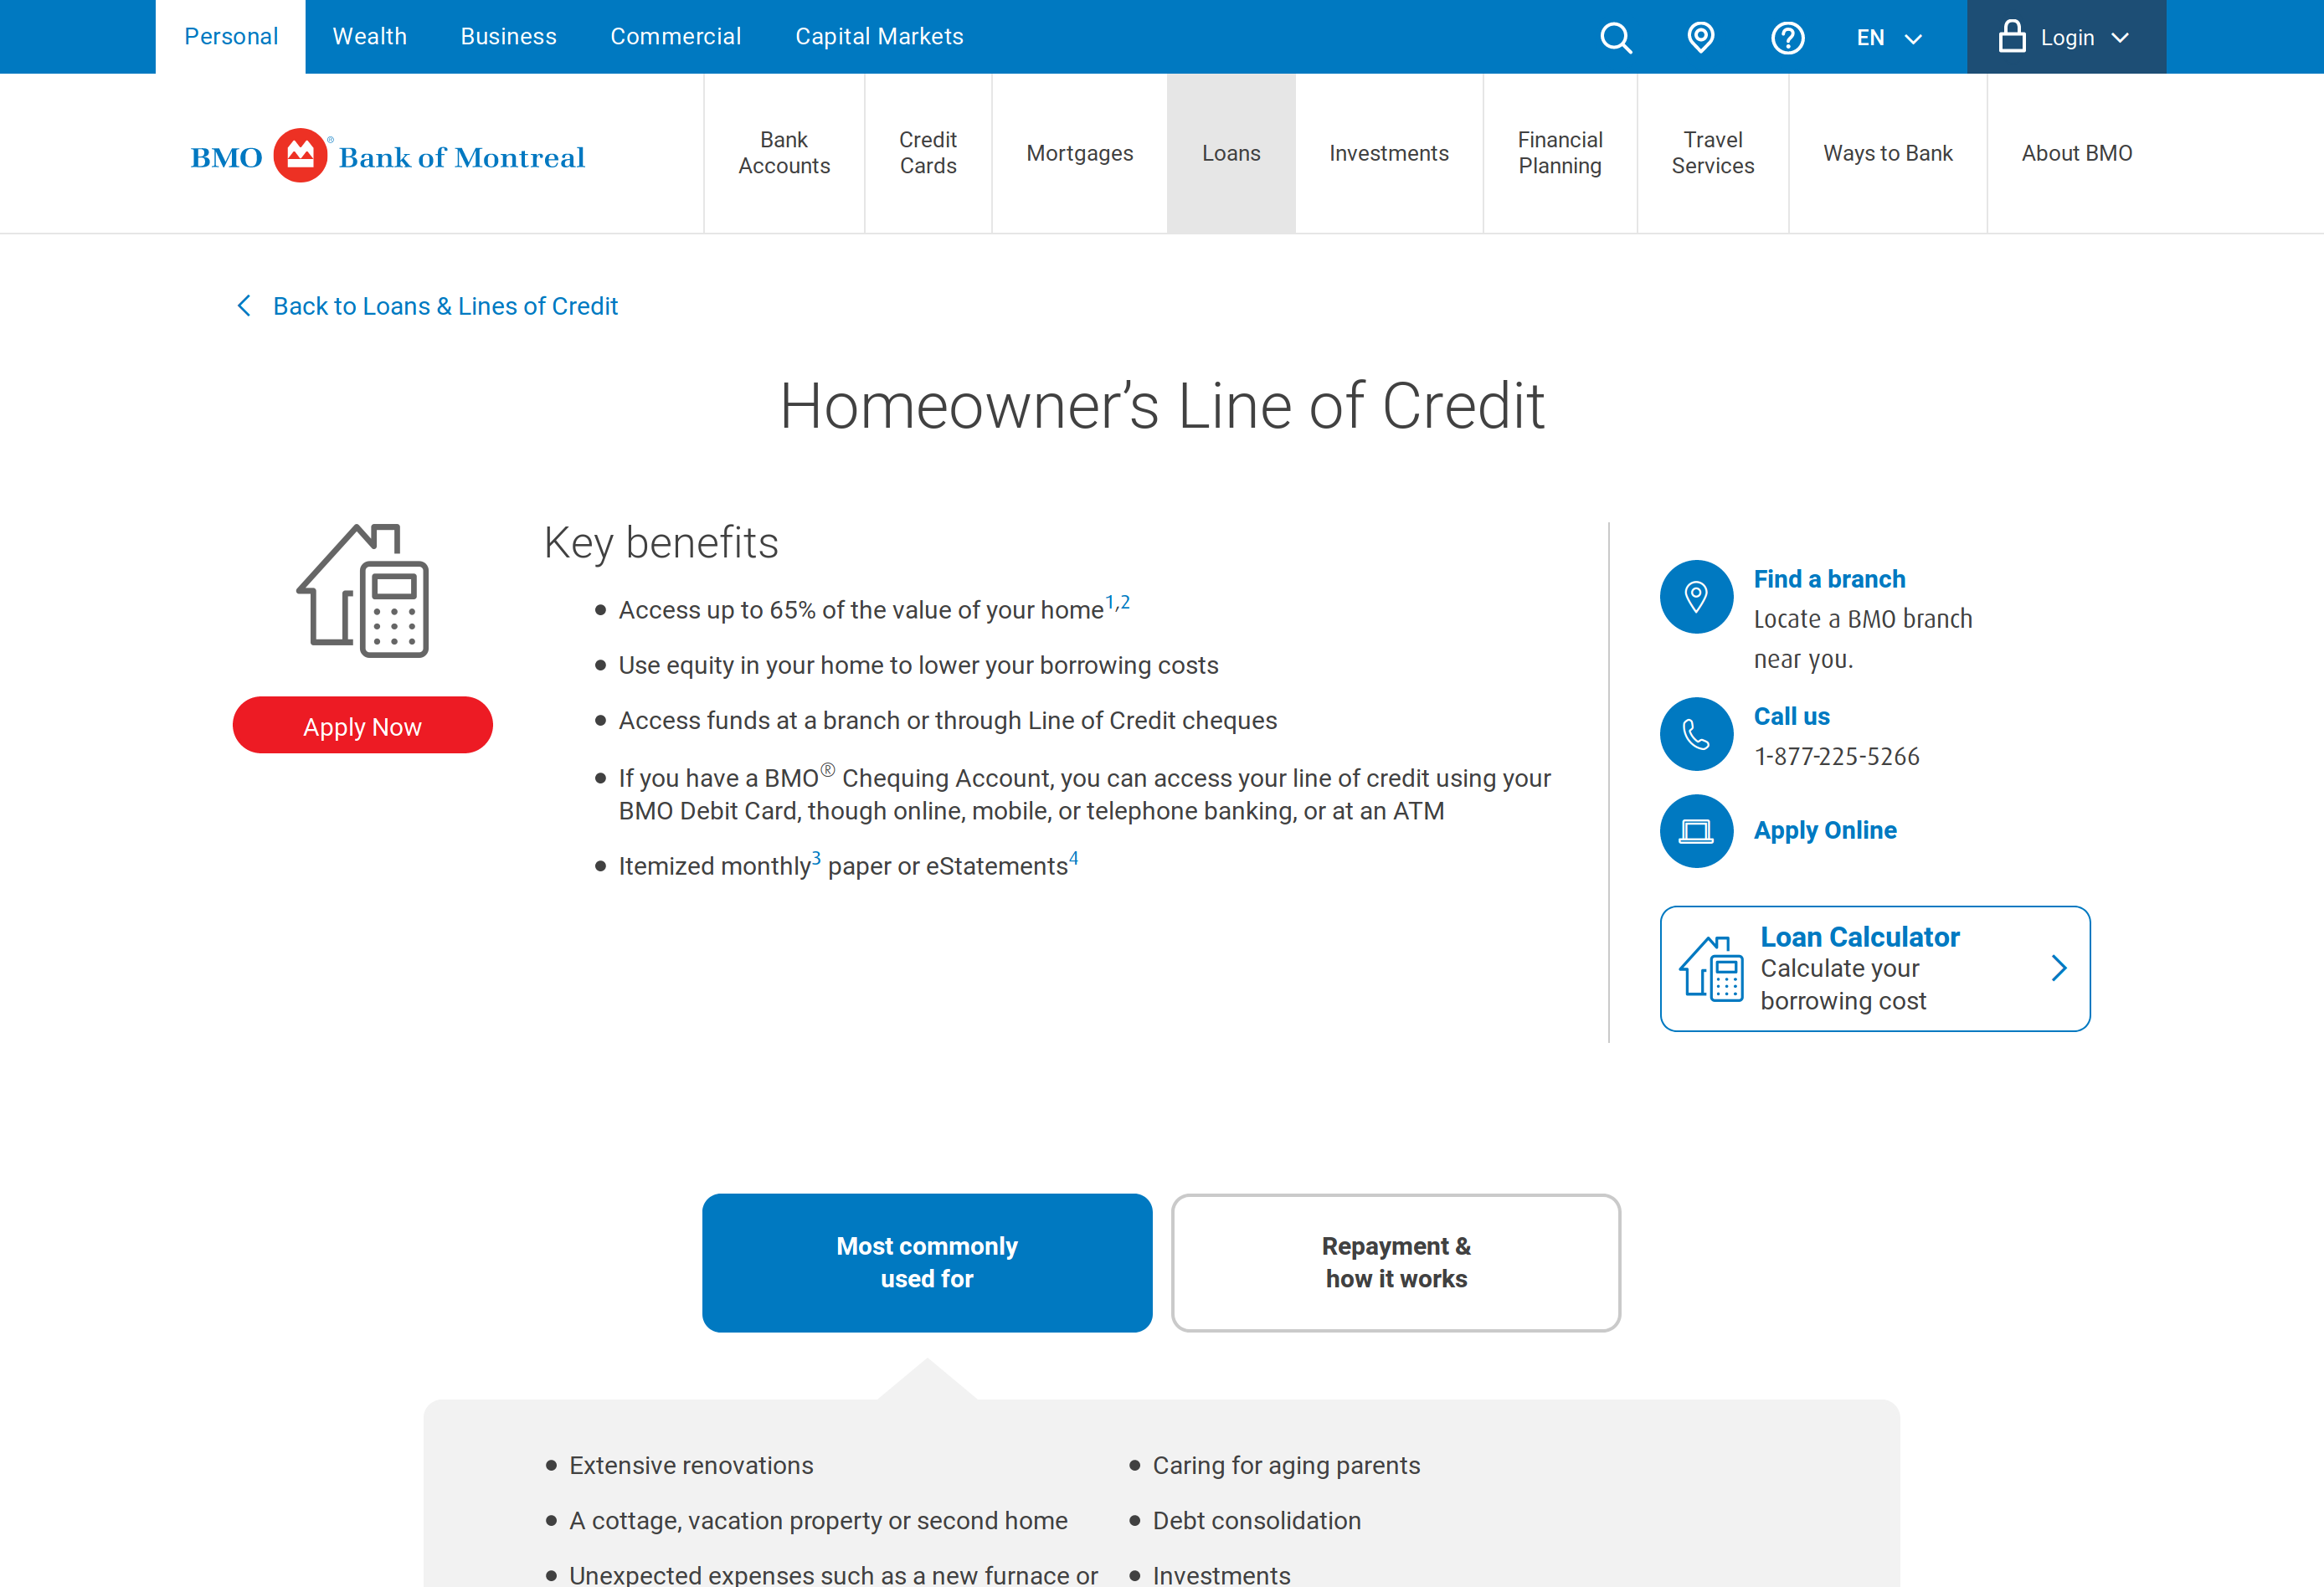 Personal
Wealth
Business
Commercial
Capital Markets
EN
Login
BMO ® Bank of Montreal
Bank
Accounts
Credit
Cards
Mortgages
Loans
Investments
Financial
Planning
Travel
Services
Ways to Bank
About BMO
Back to Loans & Lines of Credit
Homeowner’s Line of Credit
Apply Now
Key benefits
Access up to 65% of the value of your home1,2
Use equity in your home to lower your borrowing costs
Access funds at a branch or through Line of Credit cheques
If you have a BMO® Chequing Account, you can access your line of credit using your
BMO Debit Card, though online, mobile, or telephone banking, or at an ATM
Itemized monthly3 paper or eStatements4
Find a branch
Locate a BMO branch
near you.
Call us
1-877-225-5266
Apply Online
Loan Calculator
Calculate your
borrowing cost
Most commonly
used for
Repayment &
how it works
Extensive renovations
A cottage, vacation property or second home
Unexpected expenses such as a new furnace or
Caring for aging parents
Debt consolidation
Investments